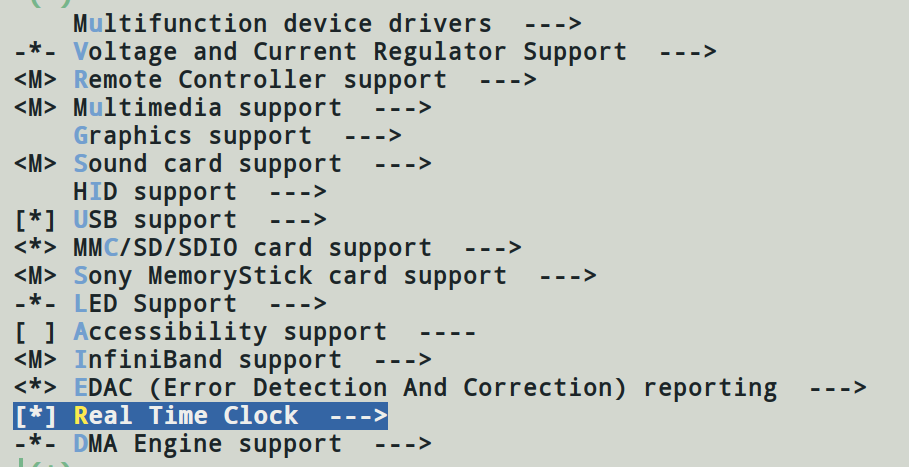 Multifunction device drivers  --->
-*- Voltage and Current Regulator Support  --->
<M> Remote Controller support  --->
<M> Multimedia support  --->
Graphics support  --->
<M> Sound card support  --->
HID support  --->
[*] USB support  --->
<*> MMC/SD/SDIO card support  --->
<M> Sony MemoryStick card support  --->
-*- LED Support  --->
[ ] Accessibility support  ----
<M> InfiniBand support  --->
<*> EDAC (Error Detection And Correction) reporting  --->
[*] Real Time Clock  --->
-*- DMA Engine support  --->